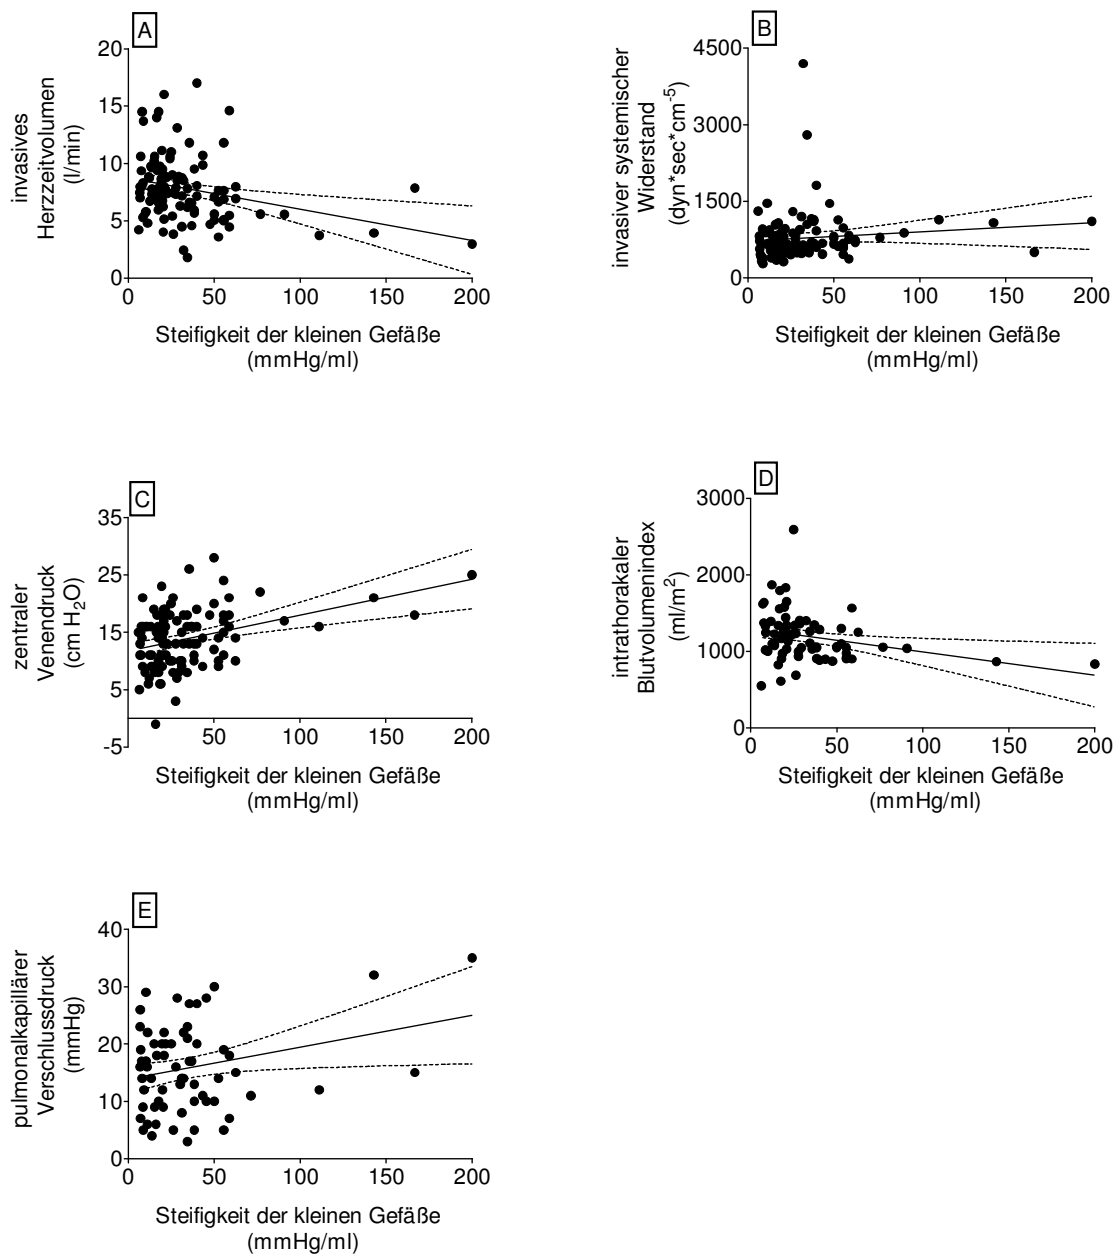 A
20
15
10
5
0
0 50 100 150 200
invasives
Herzzeitvolumen
(l/min)
Steifigkeit der kleinen Gefäße
(mmHg/ml)
B
4500
3000
1500
0
0 50 100 150 200
invasiver systemischer
Widerstand
(dyn*sec*cm-5)
Steifigkeit der kleinen Gefäße
(mmHg/ml)
C
35
25
15
5
-5
50 100 150 200
zentraler
Venendruck
(cm H2O)
Steifigkeit der kleinen Gefäße
(mmHg/ml)
D
3000
2000
1000
0
0 50 100 150 200
intrathorakaler
Blutvolumenindex
(ml/m2)
Steifigkeit der kleinen Gefäße
(mmHg/ml)
E
40
30
20
10
0
0 50 100 150 200
pulmonalkapillärer
Verschlussdruck
(mmHg)
Steifigkeit der kleinen Gefäße
(mmHg/ml)